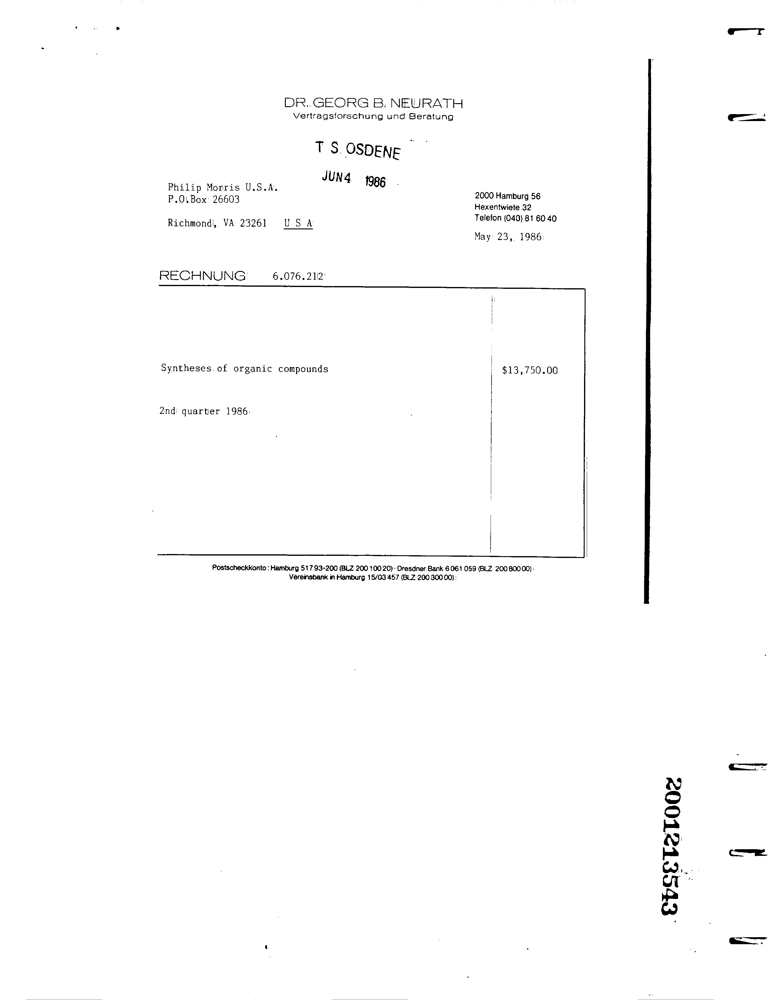 DR. GEORG B. NEURATH
Vertragsforschung und Beratung
T S OSDENE
JUN 4 1986
Philip Morris U.S.A.
P.O.Box 26603
Richmond, VA 23261 U S A
2000 Hamburg 56
Hexentwiete 32
Telefon (040) 81 60 40
May 23, 1986
RECHNUNG 6.076.212
Syntheses of organic compounds $13,750.00
2nd quarter 1986
Postscheckkonto : Hamburg 517 93-200 (BLZ 200 100 20) · Dresdner Bank 6 061 059 (BLZ 200 800 00)
Vereinsbank in Hamburg 15/03 457 (BLZ 200 300 00)
2001213543